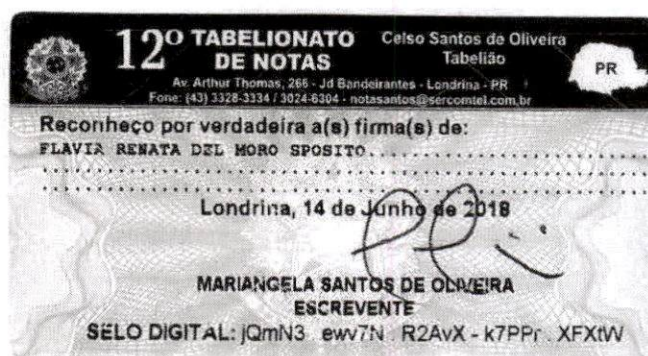 12º TABELIONATO DE NOTAS
Celso Santos de Oliveira
Tabelião
PR
Av. Arthur Thomas, 266 - Jd Bandeirantes - Londrina - PR
Fone: (43) 3328-3334 / 3024-6304 - notasantos@sercomtel.com.br
Reconheço por verdadeira a(s) firma(s) de:
FLAVIA RENATA DEL MORO SPOSITO
Londrina, 14 de Junho de 2018
MARIANGELA SANTOS DE OLIVEIRA
ESCREVENTE
SELO DIGITAL: jQmN3 . ewv7N . R2AvX - k7PPr . XFXtW